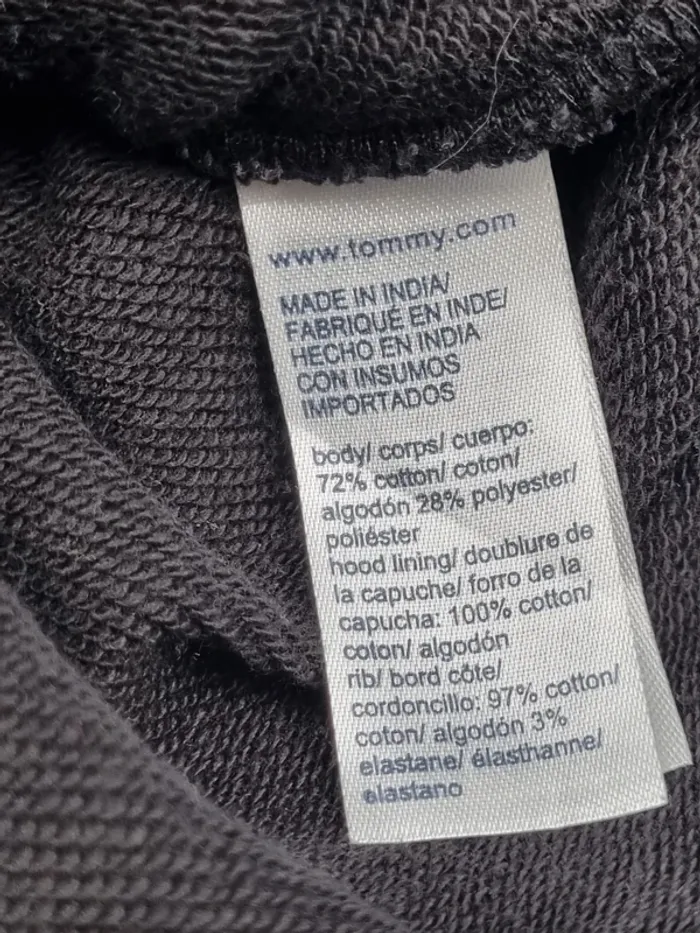 www.tommy.com
MADE IN INDIA/
FABRIQUÉ EN INDE/
HECHO EN INDIA
CON INSUMOS
IMPORTADOS
body/ corps/ cuerpo:
72% cotton/ coton/
algodón 28% polyester/
poliéster
hood lining/ doublure de
la capuche/ forro de la
capucha: 100% cotton/
coton/ algodón
rib/ bord côte/
cordoncillo: 97% cotton/
coton/ algodón 3%
elastane/ élasthanne/
elastano